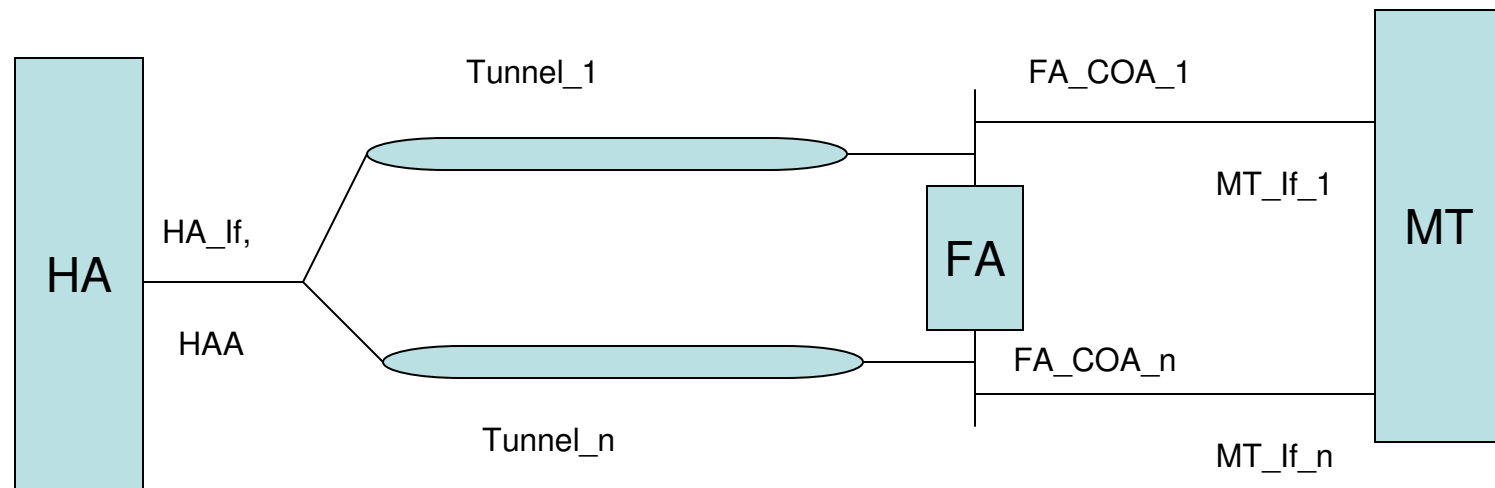 Tunnel_1
FA_COA_1
HA_If,
HAA
HA
FA
MT_If_1
MT
Tunnel_n
FA_COA_n
MT_If_n